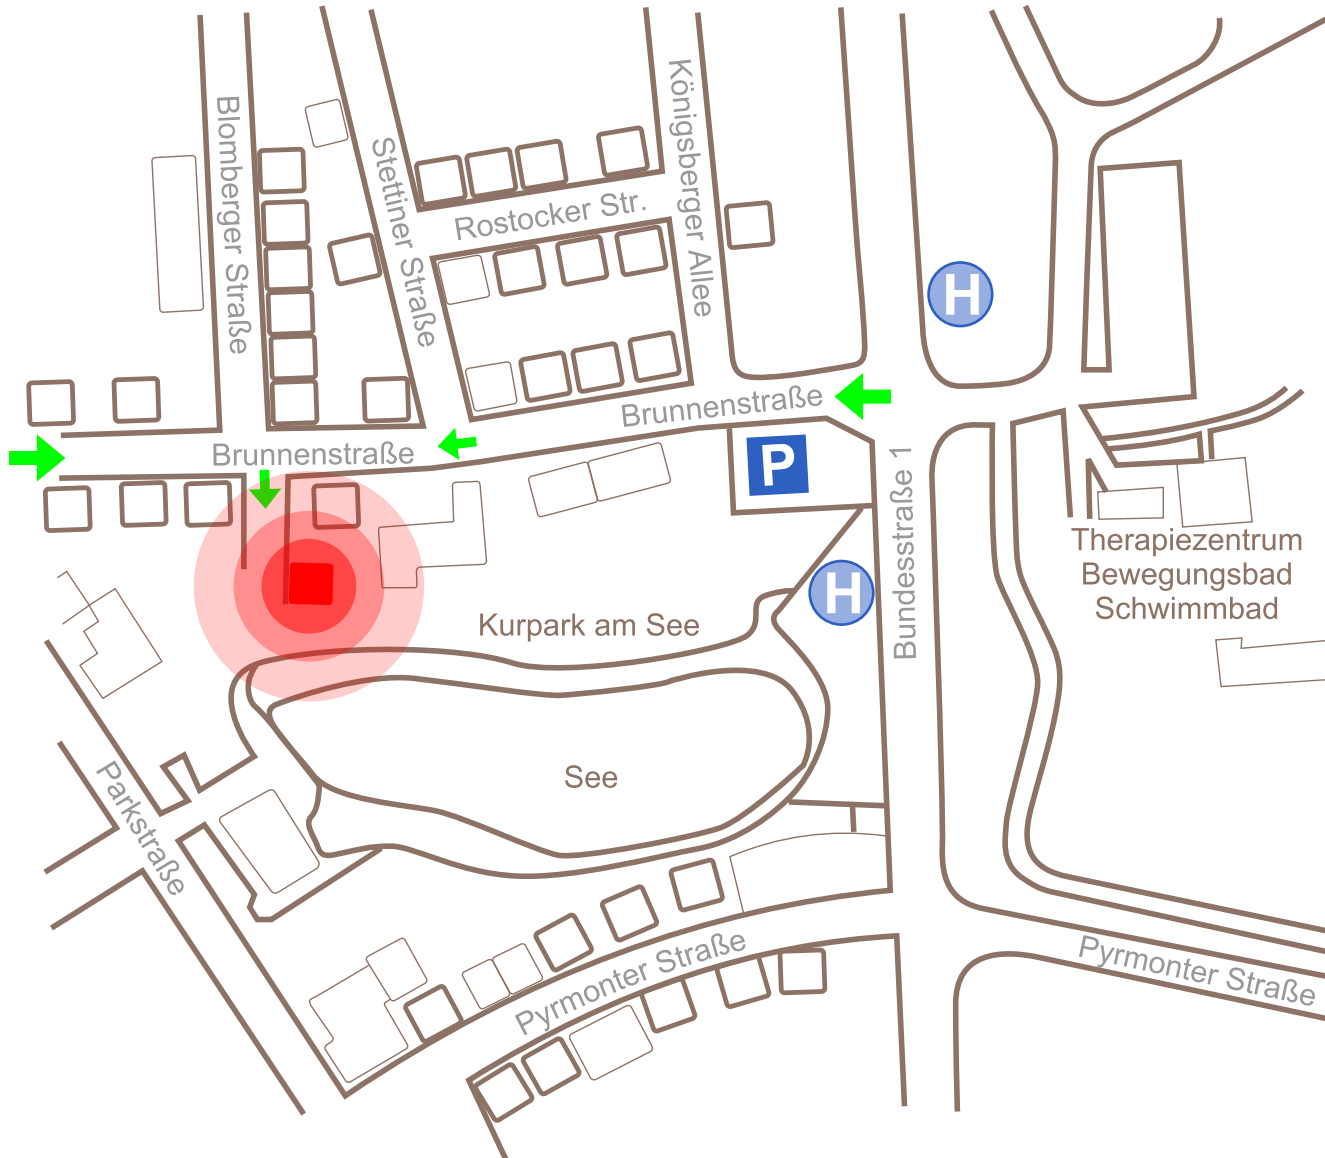 Blomberger Straße
Stettiner Straße
Königsberger Allee
Rostocker Str.
H
Brunnenstraße
Brunnenstraße
P
Bundesstraße 1
Therapiezentrum
Bewegungsbad
Schwimmbad
H
Kurpark am See
See
Parkstraße
Pyrmonter Straße
Pyrmonter Straße